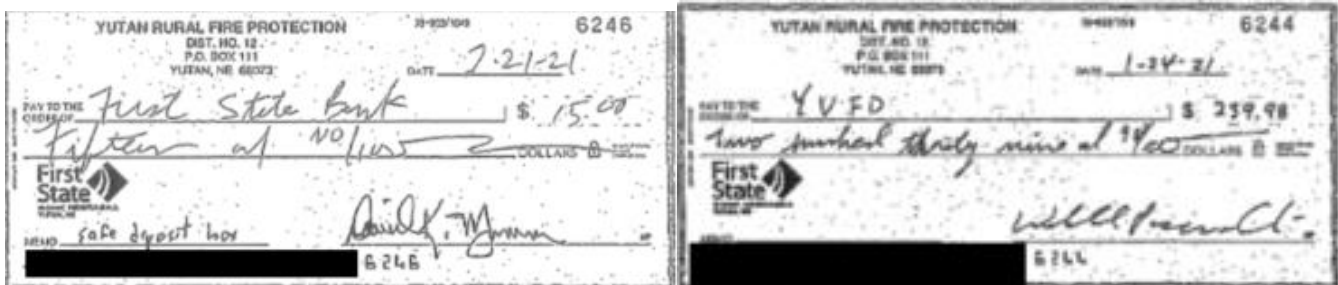 YUTAN RURAL FIRE PROTECTION 6246
DIST. NO. 12
P.O. BOX 111
YUTAN, NE 68073
DATE 7-21-21
PAY TO THE ORDER OF First State Bank $ 15.00
Fifteen and NO/100 DOLLARS
First
State
MEMO safe deposit box
6246
YUTAN RURAL FIRE PROTECTION 6244
DIST. NO. 12
P.O. BOX 111
YUTAN, NE 68073
DATE 1-24-21
PAY TO THE ORDER OF YVFD $ 239.98
Two hundred thirty nine and 98/100 DOLLARS
First
State
6244